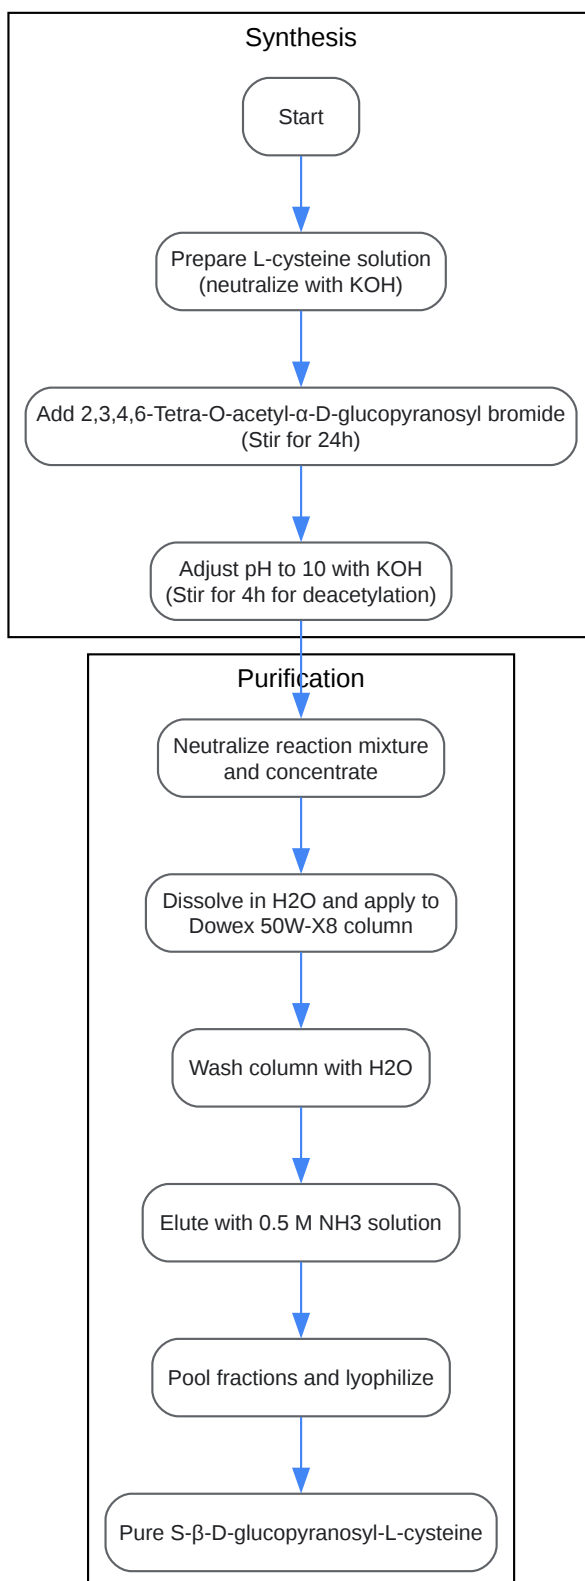 Synthesis
Start
Prepare L-cysteine solution
(neutralize with KOH)
Add 2,3,4,6-Tetra-O-acetyl-α-D-glucopyranosyl bromide
(Stir for 24h)
Adjust pH to 10 with KOH
(Stir for 4h for deacetylation)
Purification
Neutralize reaction mixture
and concentrate
Dissolve in H2O and apply to
Dowex 50W-X8 column
Wash column with H2O
Elute with 0.5 M NH3 solution
Pool fractions and lyophilize
Pure S-β-D-glucopyranosyl-L-cysteine